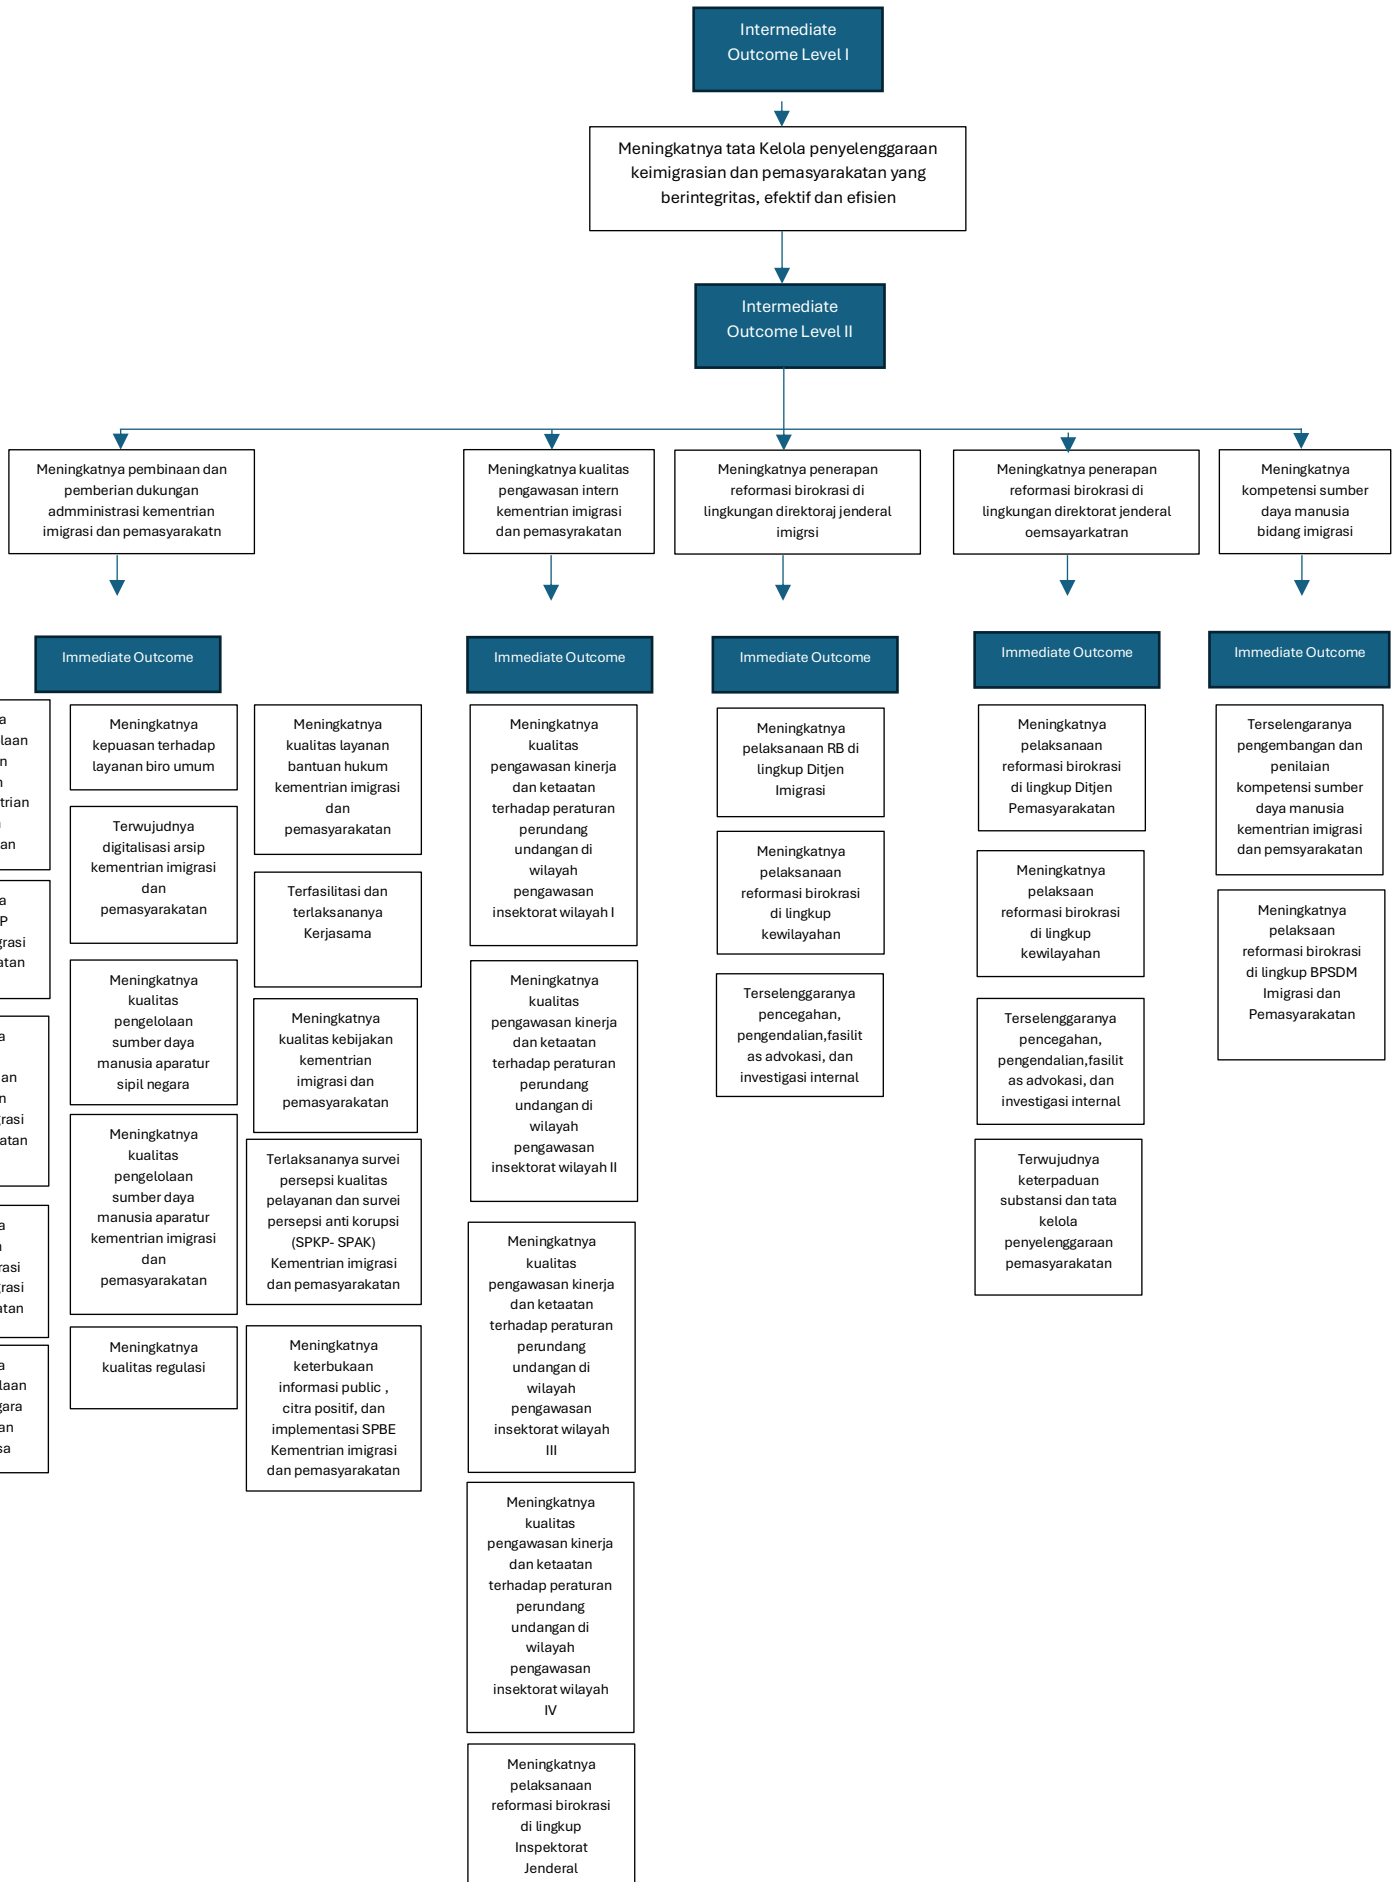 Intermediate
Outcome Level I
Meningkatnya tata Kelola penyelenggaraan
keimigrasian dan pemasyarakatan yang
berintegritas, efektif dan efisien
Intermediate
Outcome Level II
Meningkatnya pembinaan dan
pemberian dukungan
admministrasi kementrian
imigrasi dan pemasyarakatn
Meningkatnya kualitas
pengawasan intern
kementrian imigrasi
dan pemasyrakatan
Meningkatnya penerapan
reformasi birokrasi di
lingkungan direktoraj jenderal
imigrsi
Meningkatnya penerapan
reformasi birokrasi di
lingkungan direktorat jenderal
oemsayarkatran
Meningkatnya
kompetensi sumber
daya manusia
bidang imigrasi
Immediate Outcome
a
laan
n
n
trian
an
a
P
grasi
atan
a
an
n
grasi
atan
a
rasi
grasi
atan
a
laan
gara
an
sa
Meningkatnya
kepuasan terhadap
layanan biro umum
Terwujudnya
digitalisasi arsip
kementrian imigrasi
dan
pemasyarakatan
Meningkatnya
kualitas
pengelolaan
sumber daya
manusia aparatur
sipil negara
Meningkatnya
kualitas
pengelolaan
sumber daya
manusia aparatur
kementrian imigrasi
dan
pemasyarakatan
Meningkatnya
kualitas regulasi
Meningkatnya
kualitas layanan
bantuan hukum
kementrian imigrasi
dan
pemasyarakatan
Terfasilitasi dan
terlaksananya
Kerjasama
Meningkatnya
kualitas kebijakan
kementrian
imigrasi dan
pemasyarakatan
Terlaksananya survei
persepsi kualitas
pelayanan dan survei
persepsi anti korupsi
(SPKP- SPAK)
Kementrian imigrasi
dan pemasyarakatan
Meningkatnya
keterbukaan
informasi public ,
citra positif, dan
implementasi SPBE
Kementrian imigrasi
dan pemasyarakatan
Immediate Outcome
Meningkatnya
kualitas
pengawasan kinerja
dan ketaatan
terhadap peraturan
perundang
undangan di
wilayah
pengawasan
insektorat wilayah I
Meningkatnya
kualitas
pengawasan kinerja
dan ketaatan
terhadap peraturan
perundang
undangan di
wilayah
pengawasan
insektorat wilayah II
Meningkatnya
kualitas
pengawasan kinerja
dan ketaatan
terhadap peraturan
perundang
undangan di
wilayah
pengawasan
insektorat wilayah
III
Meningkatnya
kualitas
pengawasan kinerja
dan ketaatan
terhadap peraturan
perundang
undangan di
wilayah
pengawasan
insektorat wilayah
IV
Meningkatnya
pelaksanaan
reformasi birokrasi
di lingkup
Inspektorat
Jenderal
Immediate Outcome
Meningkatnya
pelaksanaan RB di
lingkup Ditjen
Imigrasi
Meningkatnya
pelaksanaan
reformasi birokrasi
di lingkup
kewilayahan
Terselenggaranya
pencegahan,
pengendalian,fasilit
as advokasi, dan
investigasi internal
Immediate Outcome
Meningkatnya
pelaksanaan
reformasi birokrasi
di lingkup Ditjen
Pemasyarakatan
Meningkatnya
pelaksaan
reformasi birokrasi
di lingkup
kewilayahan
Terselenggaranya
pencegahan,
pengendalian,fasilit
as advokasi, dan
investigasi internal
Terwujudnya
keterpaduan
substansi dan tata
kelola
penyelenggaraan
pemasyarakatan
Immediate Outcome
Terselengaranya
pengembangan dan
penilaian
kompetensi sumber
daya manusia
kementrian imigrasi
dan pemsyarakatan
Meningkatnya
pelaksaan
reformasi birokrasi
di lingkup BPSDM
Imigrasi dan
Pemasyarakatan